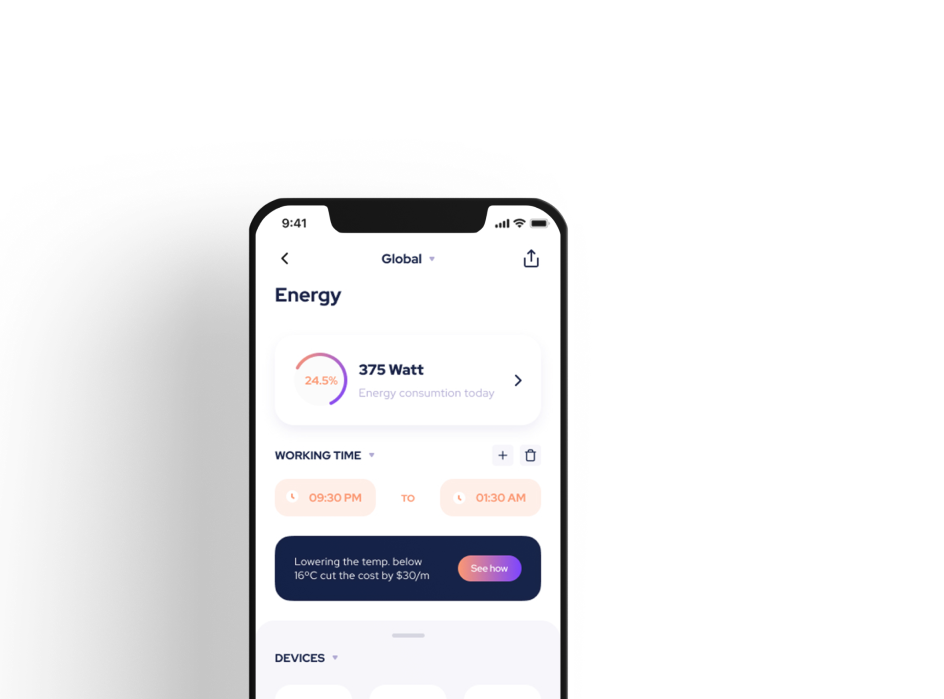 9:41
Global
Energy
24.5%
375 Watt
Energy consumtion today
WORKING TIME
09:30 PM
TO
01:30 AM
Lowering the temp. below
16ºC cut the cost by $30/m
See how
DEVICES